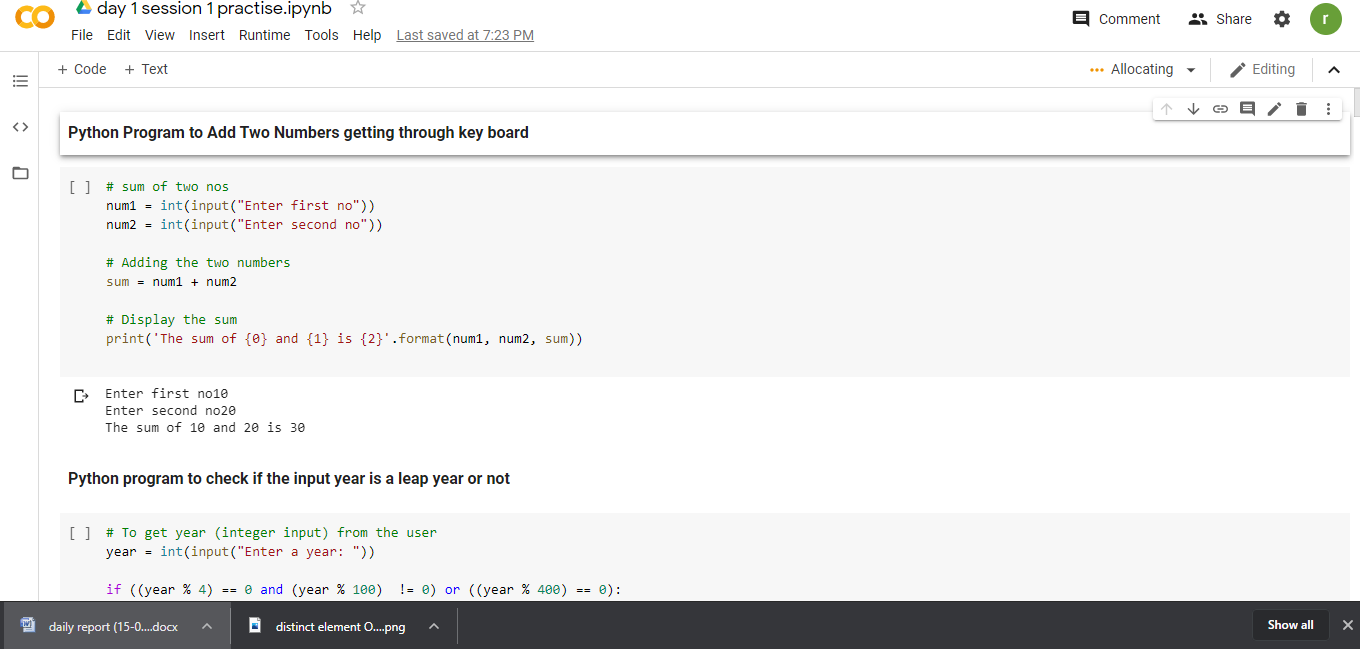 day 1 session 1 practise.ipynb
File Edit View Insert Runtime Tools Help Last saved at 7:23 PM
Comment Share r
+ Code + Text
Allocating Editing
Python Program to Add Two Numbers getting through key board
[ ] # sum of two nos
num1 = int(input("Enter first no"))
num2 = int(input("Enter second no"))
# Adding the two numbers
sum = num1 + num2
# Display the sum
print('The sum of {0} and {1} is {2}'.format(num1, num2, sum))
Enter first no10
Enter second no20
The sum of 10 and 20 is 30
Python program to check if the input year is a leap year or not
[ ] # To get year (integer input) from the user
year = int(input("Enter a year: "))
if ((year % 4) == 0 and (year % 100)  != 0) or ((year % 400) == 0):
daily report (15-0....docx
distinct element O....png
Show all